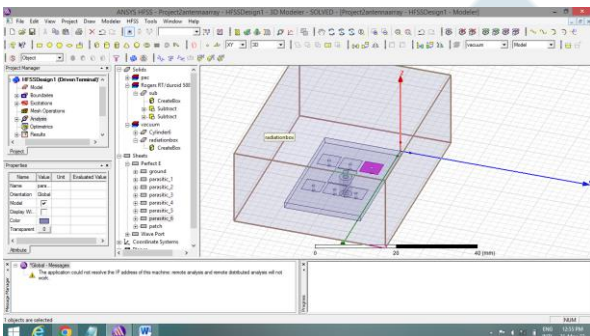 ANSYS HFSS - Project2antennaarray - HFSSDesign1 - 3D Modeler - SOLVED - [Project2antennaarray - HFSSDesign1 - Modeler]
File Edit View Project Draw Modeler HFSS Tools Window Help
XY 3D vacuum Model
Object
Project Manager
HFSSDesign1 (DrivenTerminal)*
Model
Boundaries
Excitations
Mesh Operations
Analysis
Optimetrics
Results
Project
Properties
Name Value Unit Evaluated Value
Name para...
Orientation Global
Model
Display W...
Color
Transparent 0
Attribute
Solids
pec
Rogers RT/duroid 588
sub
CreateBox
Subtract
Subtract
vacuum
Cylinder6
radiationbox
CreateBox
Sheets
Perfect E
ground
parasitic_1
parasitic_2
parasitic_3
parasitic_4
parasitic_5
parasitic_6
patch
Wave Port
Coordinate Systems
radiationbox
0 20 40 (mm)
*Global - Messages
The application could not resolve the IP address of this machine; remote analysis and remote distributed analysis will not work.
Message Manager
Progress
1 objects are selected
NUM
ENG 12:33 PM